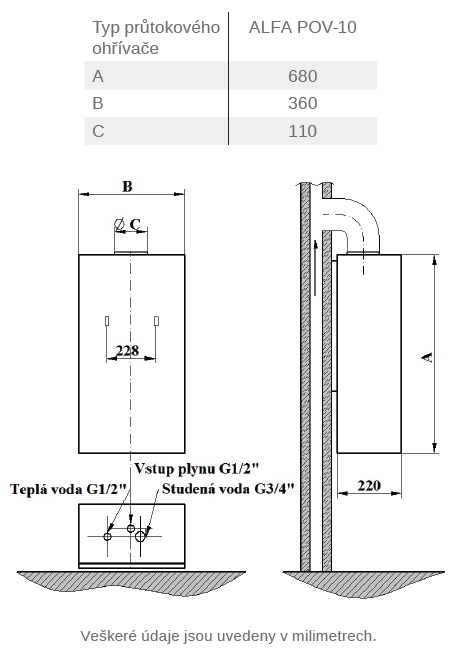 Typ průtokového ALFA POV-10
ohřívače
A 680
B 360
C 110
B
Ø C
228
A
220
Vstup plynu G1/2"
Teplá voda G1/2" Studená voda G3/4"
Veškeré údaje jsou uvedeny v milimetrech.